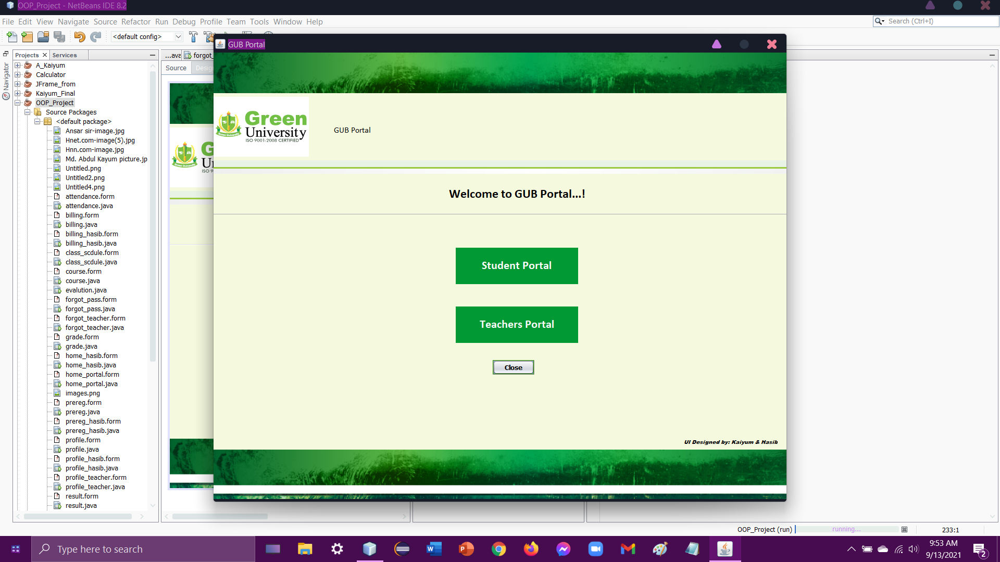 OOP_Project - NetBeans IDE 8.2
File Edit View Navigate Source Refactor Run Debug Profile Team Tools Window Help
Search (Ctrl+I)
<default config>
Projects
Services
...ava
forgot_
Navigator
Source
Desig
A_Kaiyum
Calculator
JFrame_from
Kaiyum_Final
OOP_Project
Source Packages
<default package>
Ansar sir-image.jpg
Hnet.com-image(5).jpg
Hnn.com-image.jpg
Md. Abdul Kayum picture.jp
Untitled.png
Untitled2.png
Untitled4.png
attendance.form
attendance.java
billing.form
billing.java
billing_hasib.form
billing_hasib.java
class_scdule.form
class_scdule.java
course.form
course.java
evalution.java
forgot_pass.form
forgot_pass.java
forgot_teacher.form
forgot_teacher.java
grade.form
grade.java
home_hasib.form
home_hasib.java
home_portal.form
home_portal.java
images.png
prereg.form
prereg.java
prereg_hasib.form
prereg_hasib.java
profile.form
profile.java
profile_hasib.form
profile_hasib.java
profile_teacher.form
profile_teacher.java
result.form
result.java
GUB Portal
Green
University
ISO 9001:2008 CERTIFIED
GUB Portal
Welcome to GUB Portal...!
Student Portal
Teachers Portal
Close
UI Designed by: Kaiyum & Hasib
OOP_Project (run)
running...
233:1
Type here to search
9:53 AM
9/13/2021
2